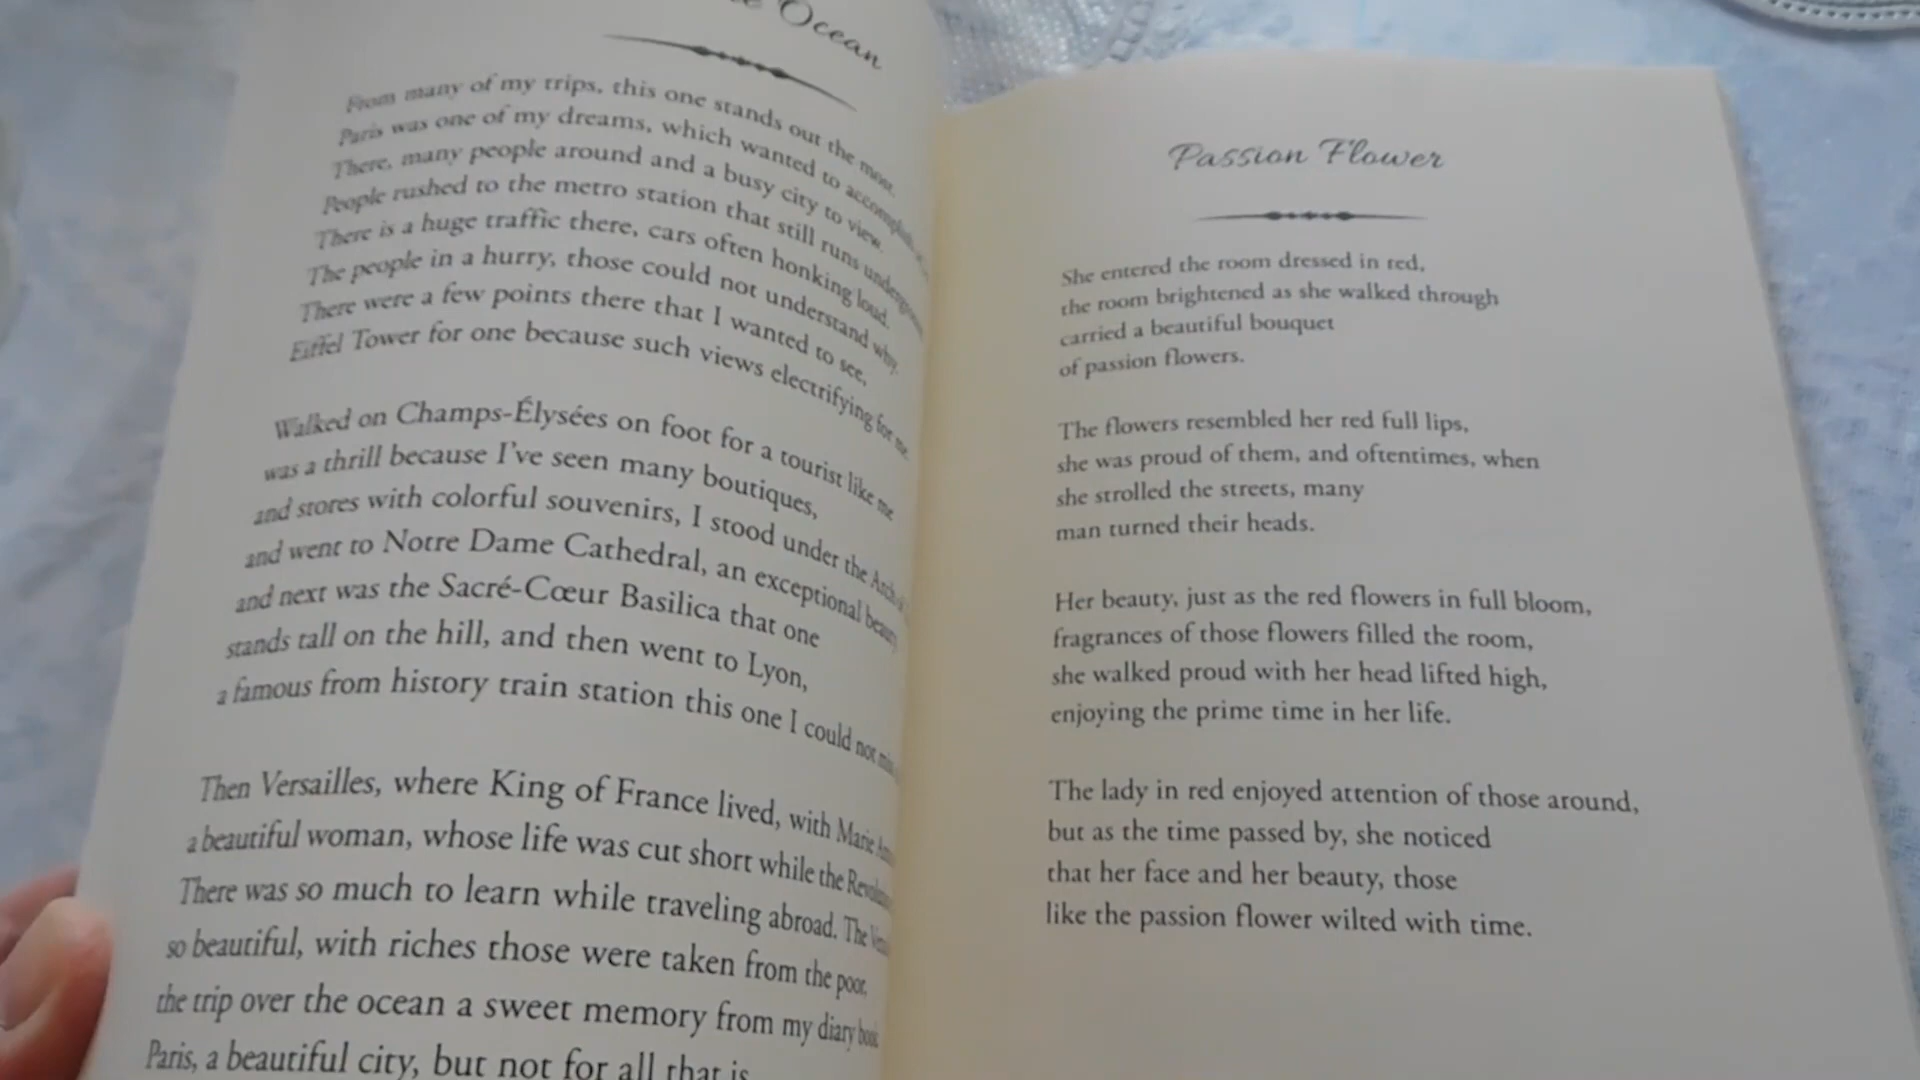 Ocean
From many of my trips, this one stands out the most.
Paris was one of my dreams, which wanted to accomplish
There, many people around and a busy city to view.
People rushed to the metro station that still runs
There is a huge traffic there, cars often honking loud.
The people in a hurry, those could not understand why.
There were a few points there that I wanted to see,
Eiffel Tower for one because such views electrifying for me.
Walked on Champs-Élysées on foot for a tourist like me
was a thrill because I've seen many boutiques,
and stores with colorful souvenirs, I stood under the Arch
and went to Notre Dame Cathedral, an exceptional beauty
and next was the Sacré-Cœur Basilica that one
stands tall on the hill, and then went to Lyon,
a famous from history train station this one I could not
Then Versailles, where King of France lived, with Marie
a beautiful woman, whose life was cut short while the
There was so much to learn while traveling abroad. The
so beautiful, with riches those were taken from the poor.
the trip over the ocean a sweet memory from my diary
Paris, a beautiful city, but not for all that is
Passion Flower
She entered the room dressed in red,
the room brightened as she walked through
carried a beautiful bouquet
of passion flowers.
The flowers resembled her red full lips,
she was proud of them, and oftentimes, when
she strolled the streets, many
man turned their heads.
Her beauty, just as the red flowers in full bloom,
fragrances of those flowers filled the room,
she walked proud with her head lifted high,
enjoying the prime time in her life.
The lady in red enjoyed attention of those around,
but as the time passed by, she noticed
that her face and her beauty, those
like the passion flower wilted with time.